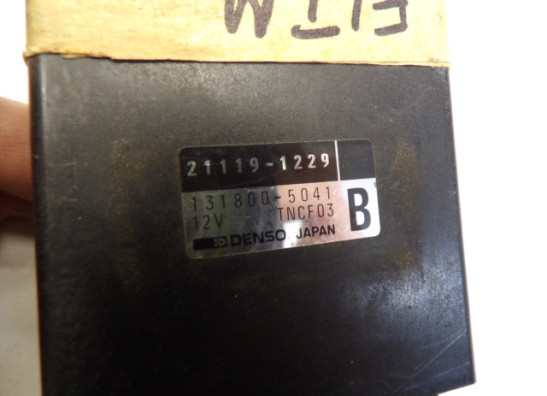 21119-1229
131800-5041
12V TNCF03
B
DENSO JAPAN